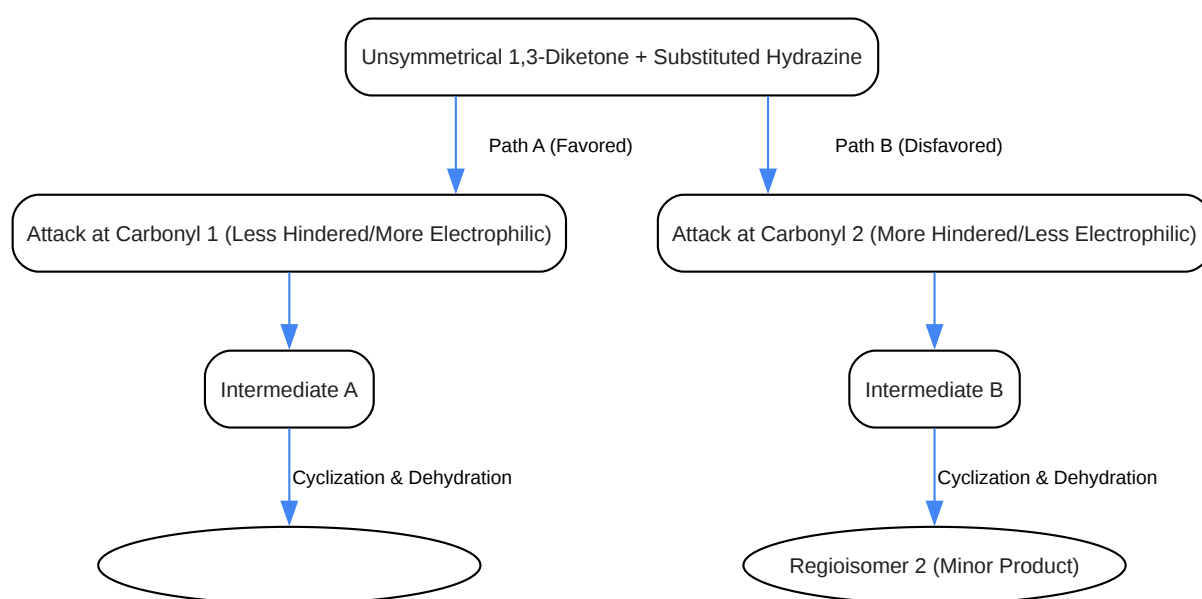 Unsymmetrical 1,3-Diketone + Substituted Hydrazine
Path A (Favored)
Path B (Disfavored)
Attack at Carbonyl 1 (Less Hindered/More Electrophilic)
Attack at Carbonyl 2 (More Hindered/Less Electrophilic)
Intermediate A
Intermediate B
Cyclization & Dehydration
Cyclization & Dehydration
Regioisomer 2 (Minor Product)